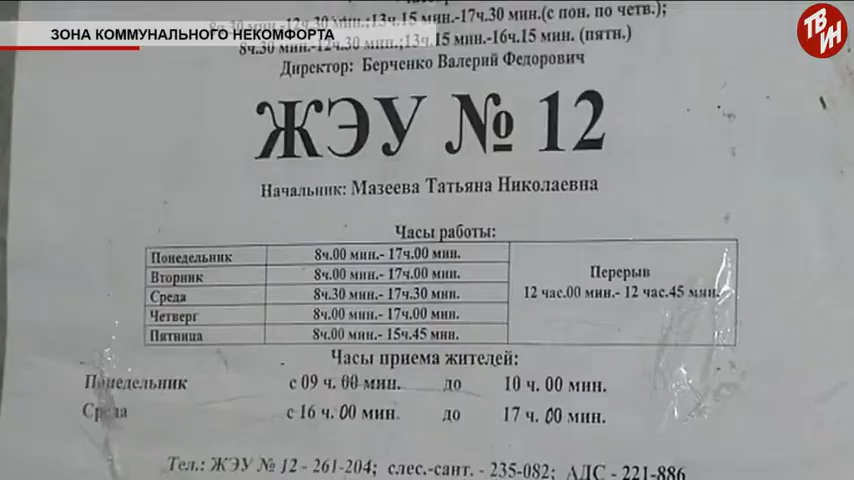 ЗОНА КОММУНАЛЬНОГО НЕКОМФОРТА
ТВ
ИН
8ч.30 мин.-12ч.30 мин.;13ч.15 мин.-17ч.30 мин.(с пон. по четв.);
8ч.30 мин.-12ч.30 мин.;13ч.15 мин.-16ч.15 мин. (пятн.)
Директор: Берченко Валерий Федорович
ЖЭУ № 12
Начальник: Мазеева Татьяна Николаевна
Часы работы:
Понедельник 8ч.00 мин.- 17ч.00 мин.
Вторник 8ч.00 мин.- 17ч.00 мин.
Среда 8ч.30 мин.- 17ч.30 мин.
Четверг 8ч.00 мин.- 17ч.00 мин.
Пятница 8ч.00 мин.- 15ч.45 мин.
Перерыв
12 час.00 мин.- 12 час.45 мин.
Часы приема жителей:
Понедельник с 09 ч. 00 мин. до 10 ч. 00 мин.
Среда с 16 ч. 00 мин. до 17 ч. 00 мин.
Тел.: ЖЭУ № 12 - 261-204; слес.-сант. - 235-082; АДС - 221-886